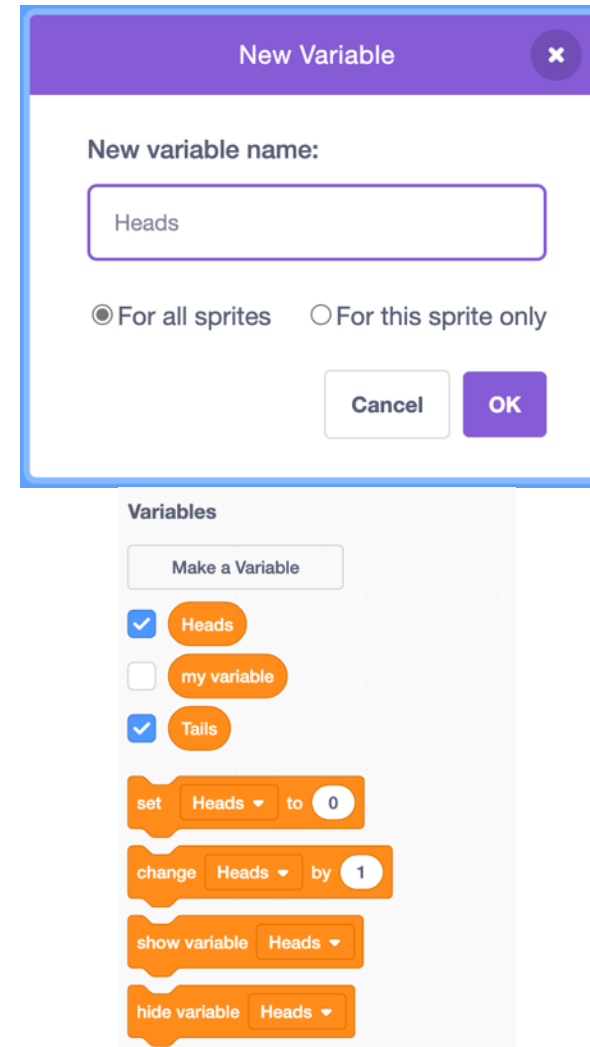 New Variable
New variable name:
Heads
For all sprites For this sprite only
Cancel OK
Variables
Make a Variable
Heads
my variable
Tails
set Heads to 0
change Heads by 1
show variable Heads
hide variable Heads